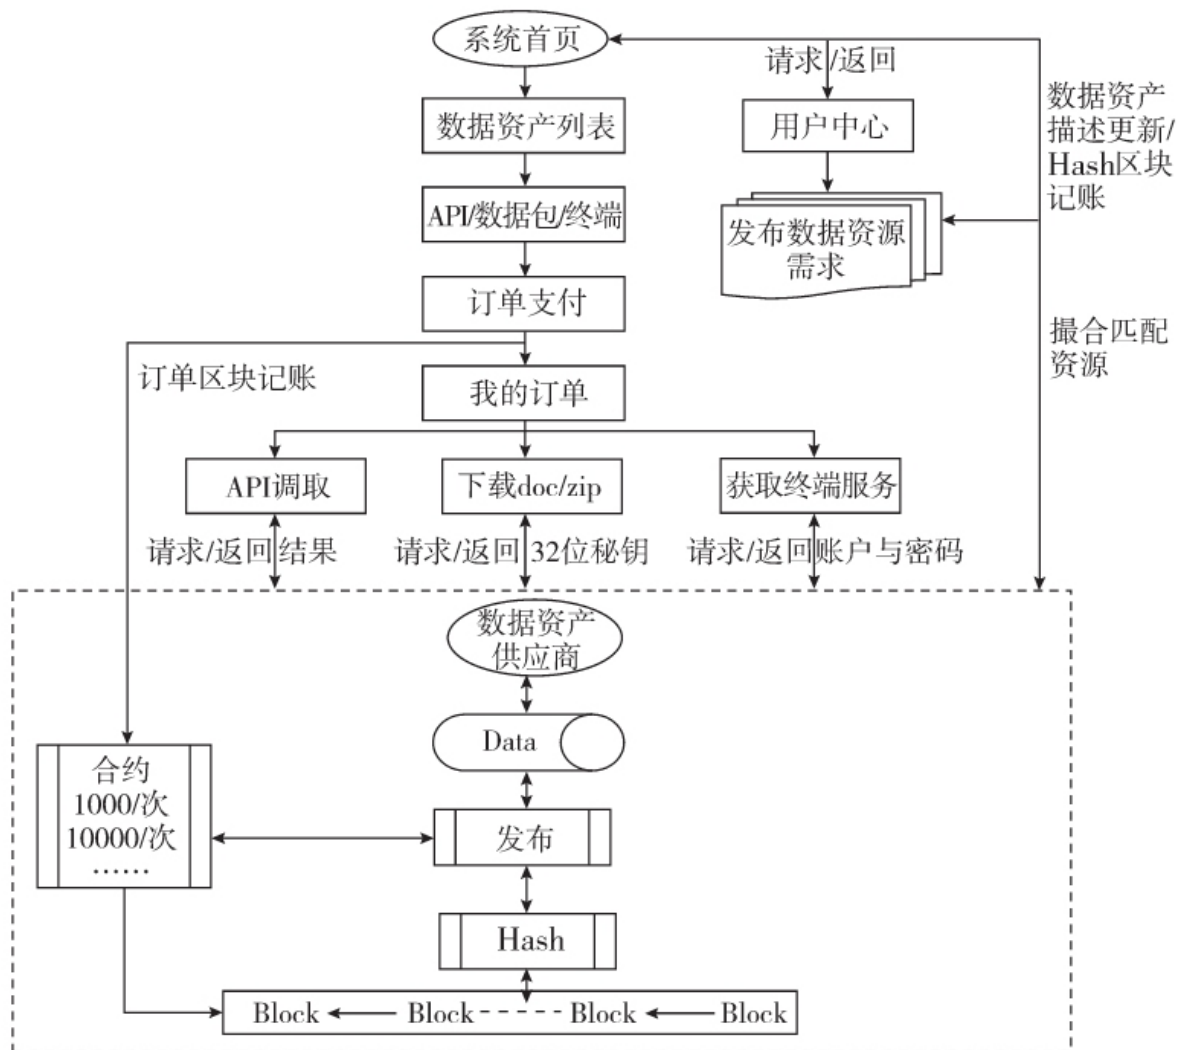 系统首页
请求/返回
数据资产列表
用户中心
数据资产
描述更新/
Hash区块
记账
API/数据包/终端
发布数据资源
需求
订单支付
撮合匹配
资源
订单区块记账
我的订单
API调取
下载doc/zip
获取终端服务
请求/返回结果
请求/返回 32位秘钥
请求/返回账户与密码
数据资产
供应商
Data
合约
1000/次
10000/次
……
发布
Hash
Block Block Block Block